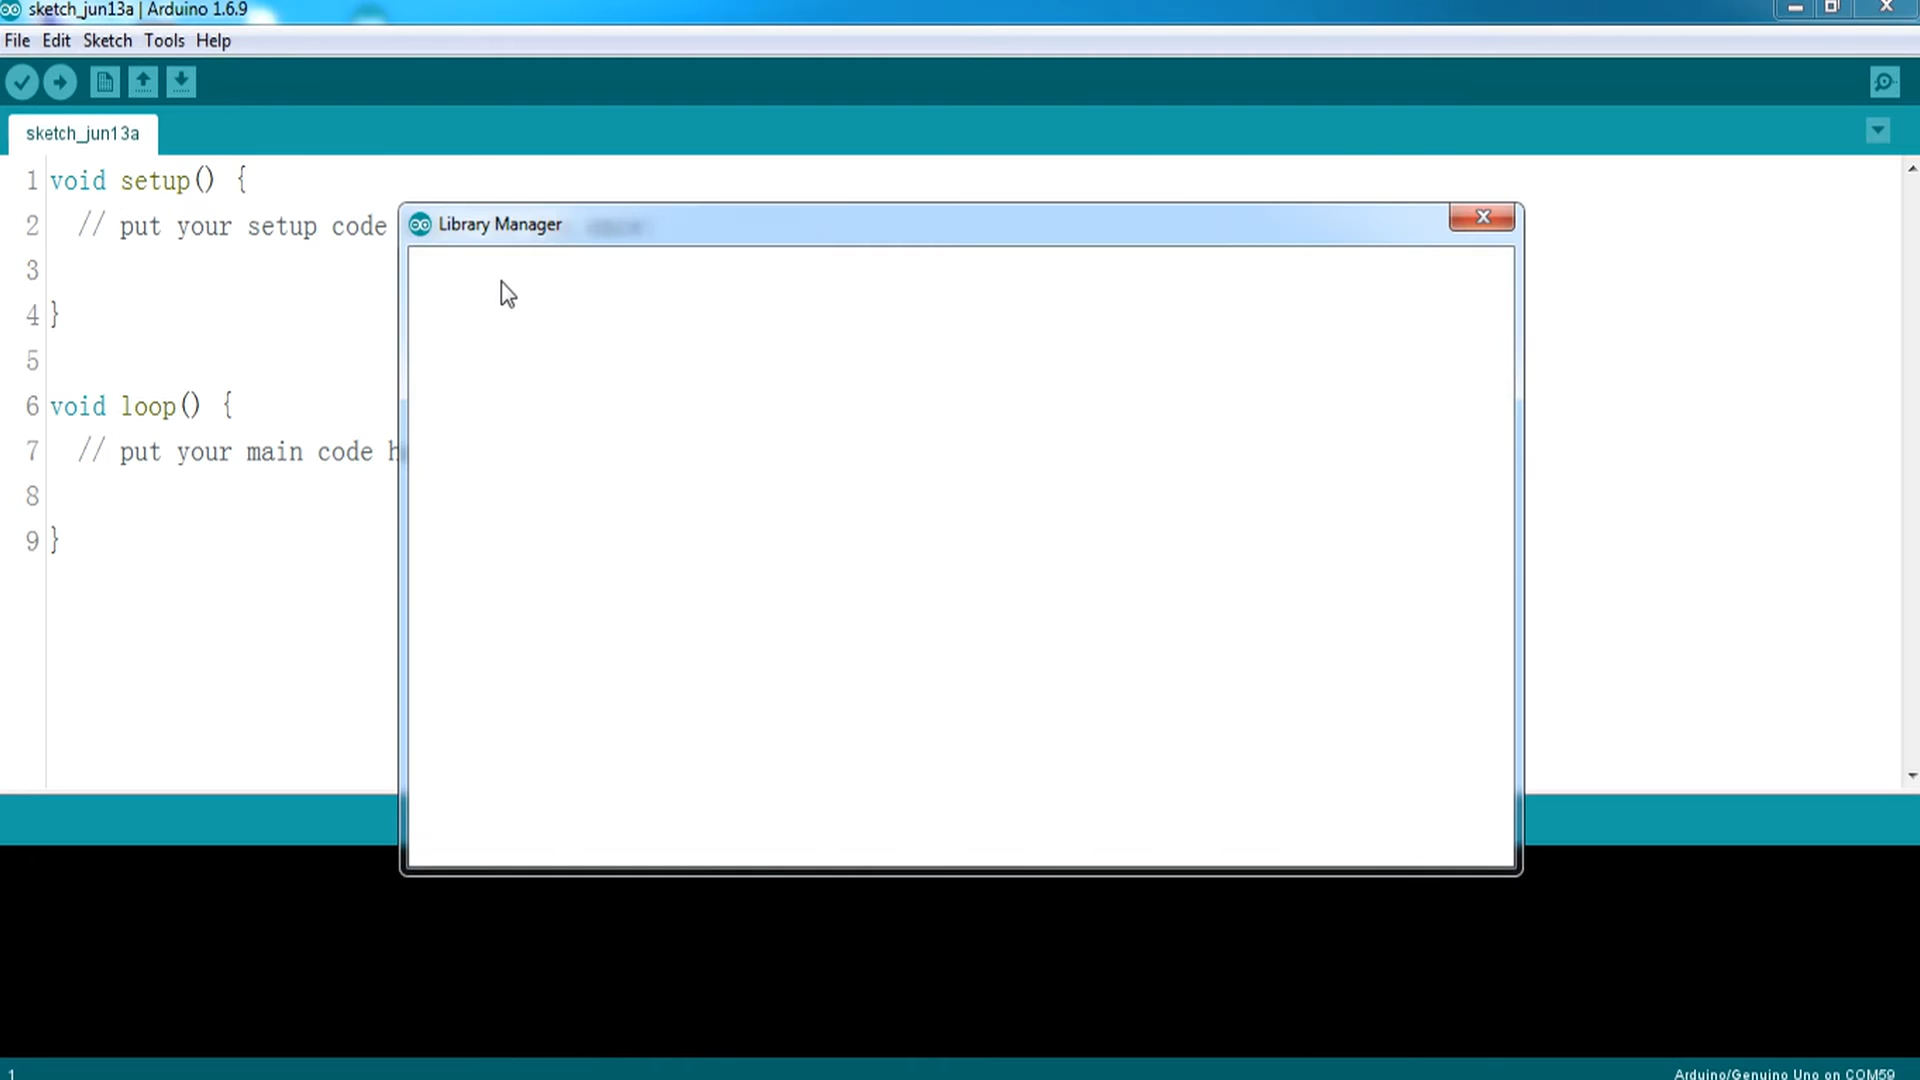 sketch_jun13a | Arduino 1.6.9
File Edit Sketch Tools Help
sketch_jun13a
1 void setup() {
2 // put your setup code
3
4 }
5
6 void loop() {
7 // put your main code h
8
9 }
Library Manager
1
Arduino/Genuino Uno on COM59